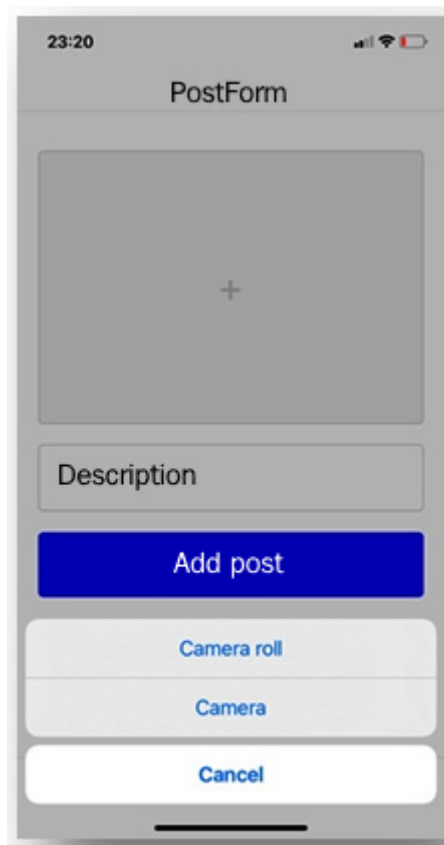 23:20
PostForm
+
Description
Add post
Camera roll
Camera
Cancel